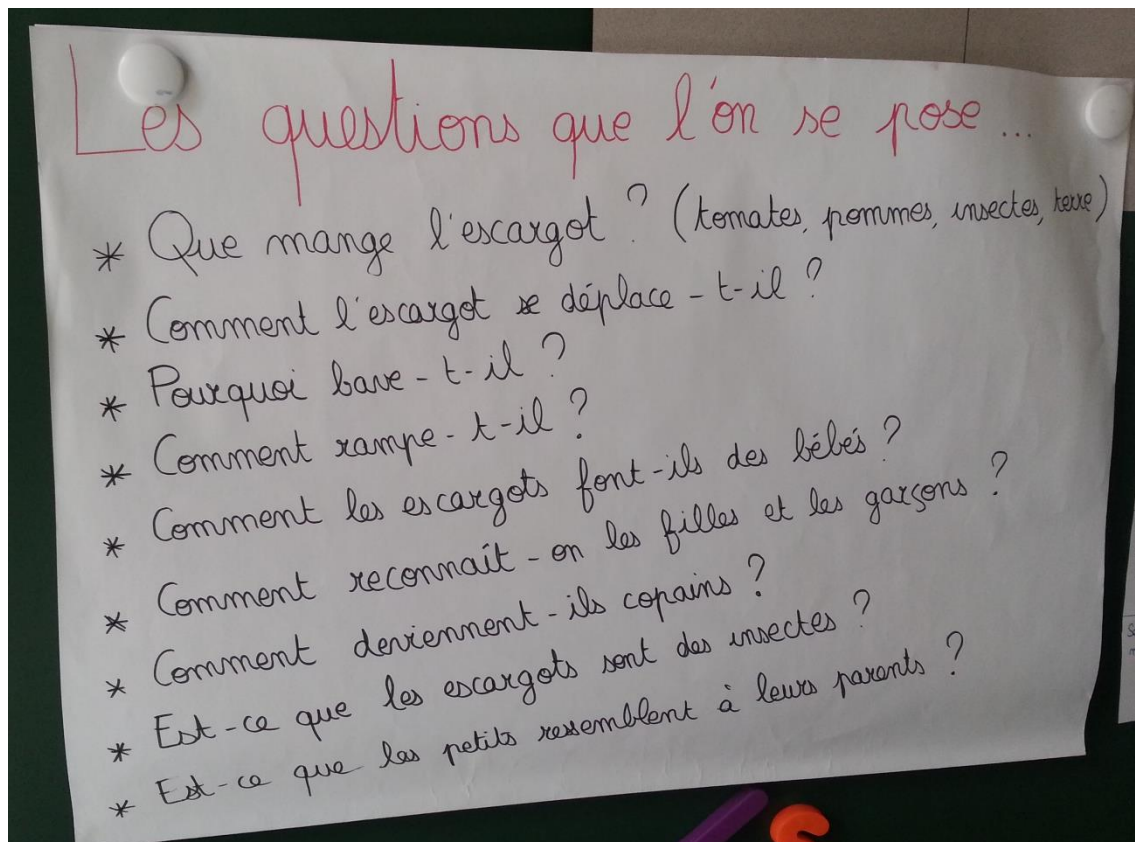 Les questions que l'on se pose ...
* Que mange l'escargot ? (tomates, pommes, insectes, terre)
* Comment l'escargot se déplace-t-il ?
* Pourquoi bave-t-il ?
* Comment rampe-t-il ?
* Comment les escargots font-ils des bébés ?
* Comment reconnaît-on les filles et les garçons ?
* Comment deviennent-ils copains ?
* Est-ce que les escargots sont des insectes ?
* Est-ce que les petits ressemblent à leurs parents ?